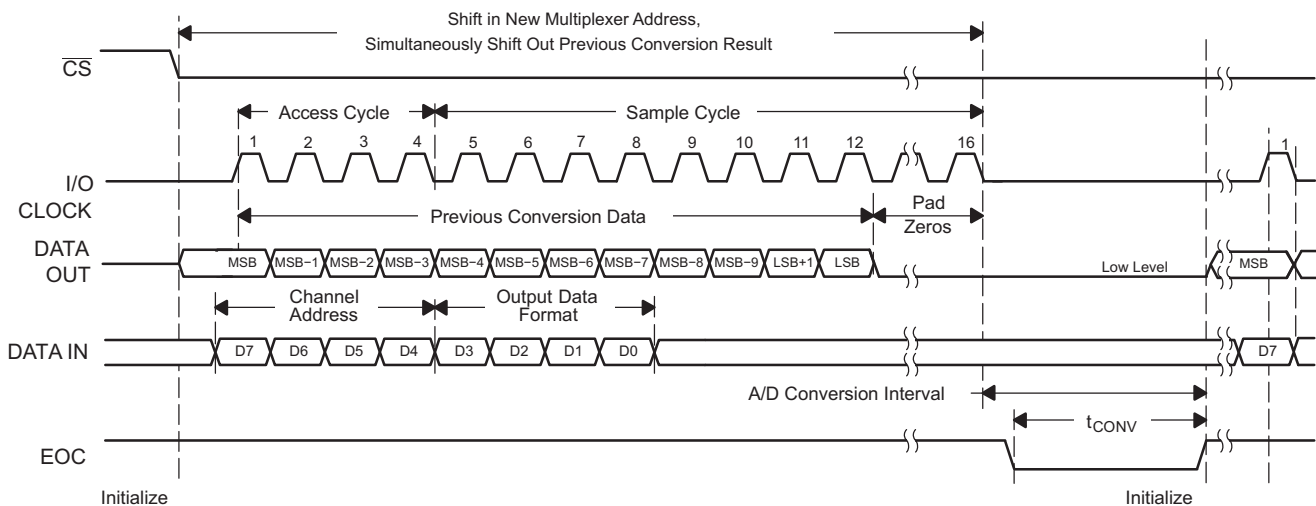 Shift in New Multiplexer Address,
Simultaneously Shift Out Previous Conversion Result
CS
Access Cycle
Sample Cycle
1 2 3 4 5 6 7 8 9 10 11 12 16 1
I/O
CLOCK
Previous Conversion Data
Pad
Zeros
DATA
OUT
MSB MSB−1 MSB−2 MSB−3 MSB−4 MSB−5 MSB−6 MSB−7 MSB−8 MSB−9 LSB+1 LSB
Low Level
MSB
Channel
Address
Output Data
Format
DATA IN
D7 D6 D5 D4 D3 D2 D1 D0 D7
A/D Conversion Interval
tCONV
EOC
Initialize
Initialize